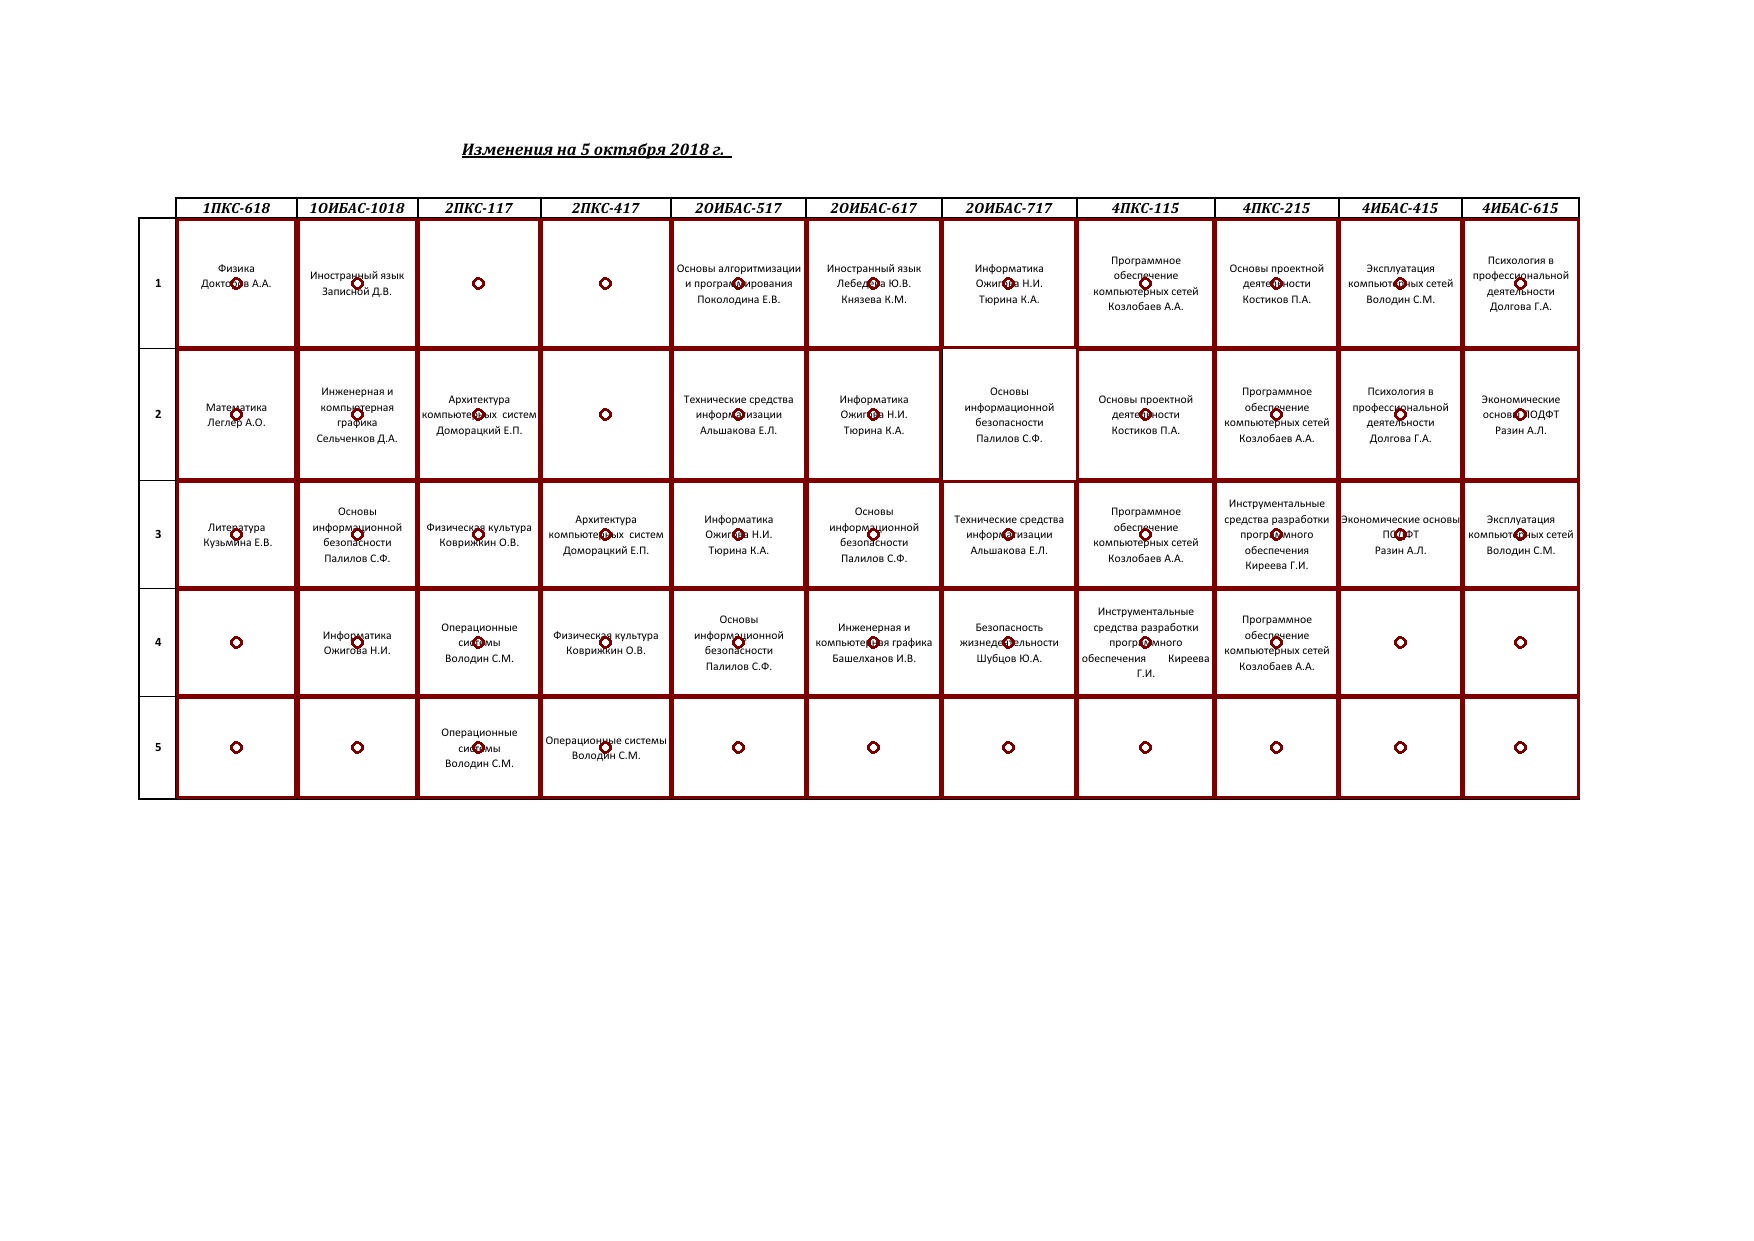 Изменения на 5 октября 2018 г.
1ПКС-618 1ОИБАС-1018 2ПКС-117 2ПКС-417 2ОИБАС-517 2ОИБАС-617 2ОИБАС-717 4ПКС-115 4ПКС-215 4ИБАС-415 4ИБАС-615
1
Физика
Докторов А.А.
Иностранный язык
Записной Д.В.
Основы алгоритмизации
и программирования
Поколодина Е.В.
Иностранный язык
Лебедева Ю.В.
Князева К.М.
Информатика
Ожигова Н.И.
Тюрина К.А.
Программное
обеспечение
компьютерных сетей
Козлобаев А.А.
Основы проектной
деятельности
Костиков П.А.
Эксплуатация
компьютерных сетей
Володин С.М.
Психология в
профессиональной
деятельности
Долгова Г.А.
2
Математика
Леглер А.О.
Инженерная и
компьютерная
графика
Сельченков Д.А.
Архитектура
компьютерных систем
Доморацкий Е.П.
Технические средства
информатизации
Альшакова Е.Л.
Информатика
Ожигова Н.И.
Тюрина К.А.
Основы
информационной
безопасности
Палилов С.Ф.
Основы проектной
деятельности
Костиков П.А.
Программное
обеспечение
компьютерных сетей
Козлобаев А.А.
Психология в
профессиональной
деятельности
Долгова Г.А.
Экономические
основы ПОДФТ
Разин А.Л.
3
Литература
Кузьмина Е.В.
Основы
информационной
безопасности
Палилов С.Ф.
Физическая культура
Коврижкин О.В.
Архитектура
компьютерных систем
Доморацкий Е.П.
Информатика
Ожигова Н.И.
Тюрина К.А.
Основы
информационной
безопасности
Палилов С.Ф.
Технические средства
информатизации
Альшакова Е.Л.
Программное
обеспечение
компьютерных сетей
Козлобаев А.А.
Инструментальные
средства разработки
программного
обеспечения
Киреева Г.И.
Экономические основы
ПОДФТ
Разин А.Л.
Эксплуатация
компьютерных сетей
Володин С.М.
4
Информатика
Ожигова Н.И.
Операционные
системы
Володин С.М.
Физическая культура
Коврижкин О.В.
Основы
информационной
безопасности
Палилов С.Ф.
Инженерная и
компьютерная графика
Башелханов И.В.
Безопасность
жизнедеятельности
Шубцов Ю.А.
Инструментальные
средства разработки
программного
обеспечения Киреева
Г.И.
Программное
обеспечение
компьютерных сетей
Козлобаев А.А.
5
Операционные
системы
Володин С.М.
Операционные системы
Володин С.М.